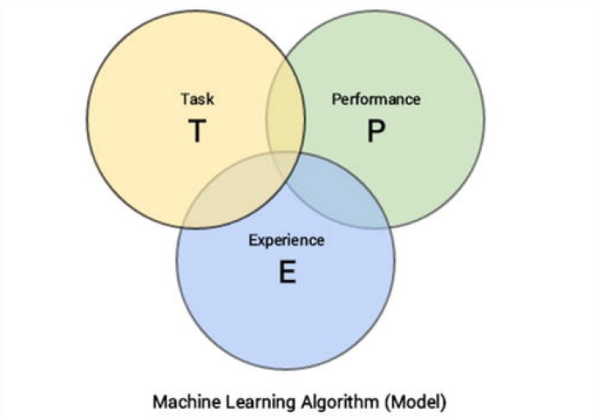 Task
T
Performance
P
Experience
E
Machine Learning Algorithm (Model)